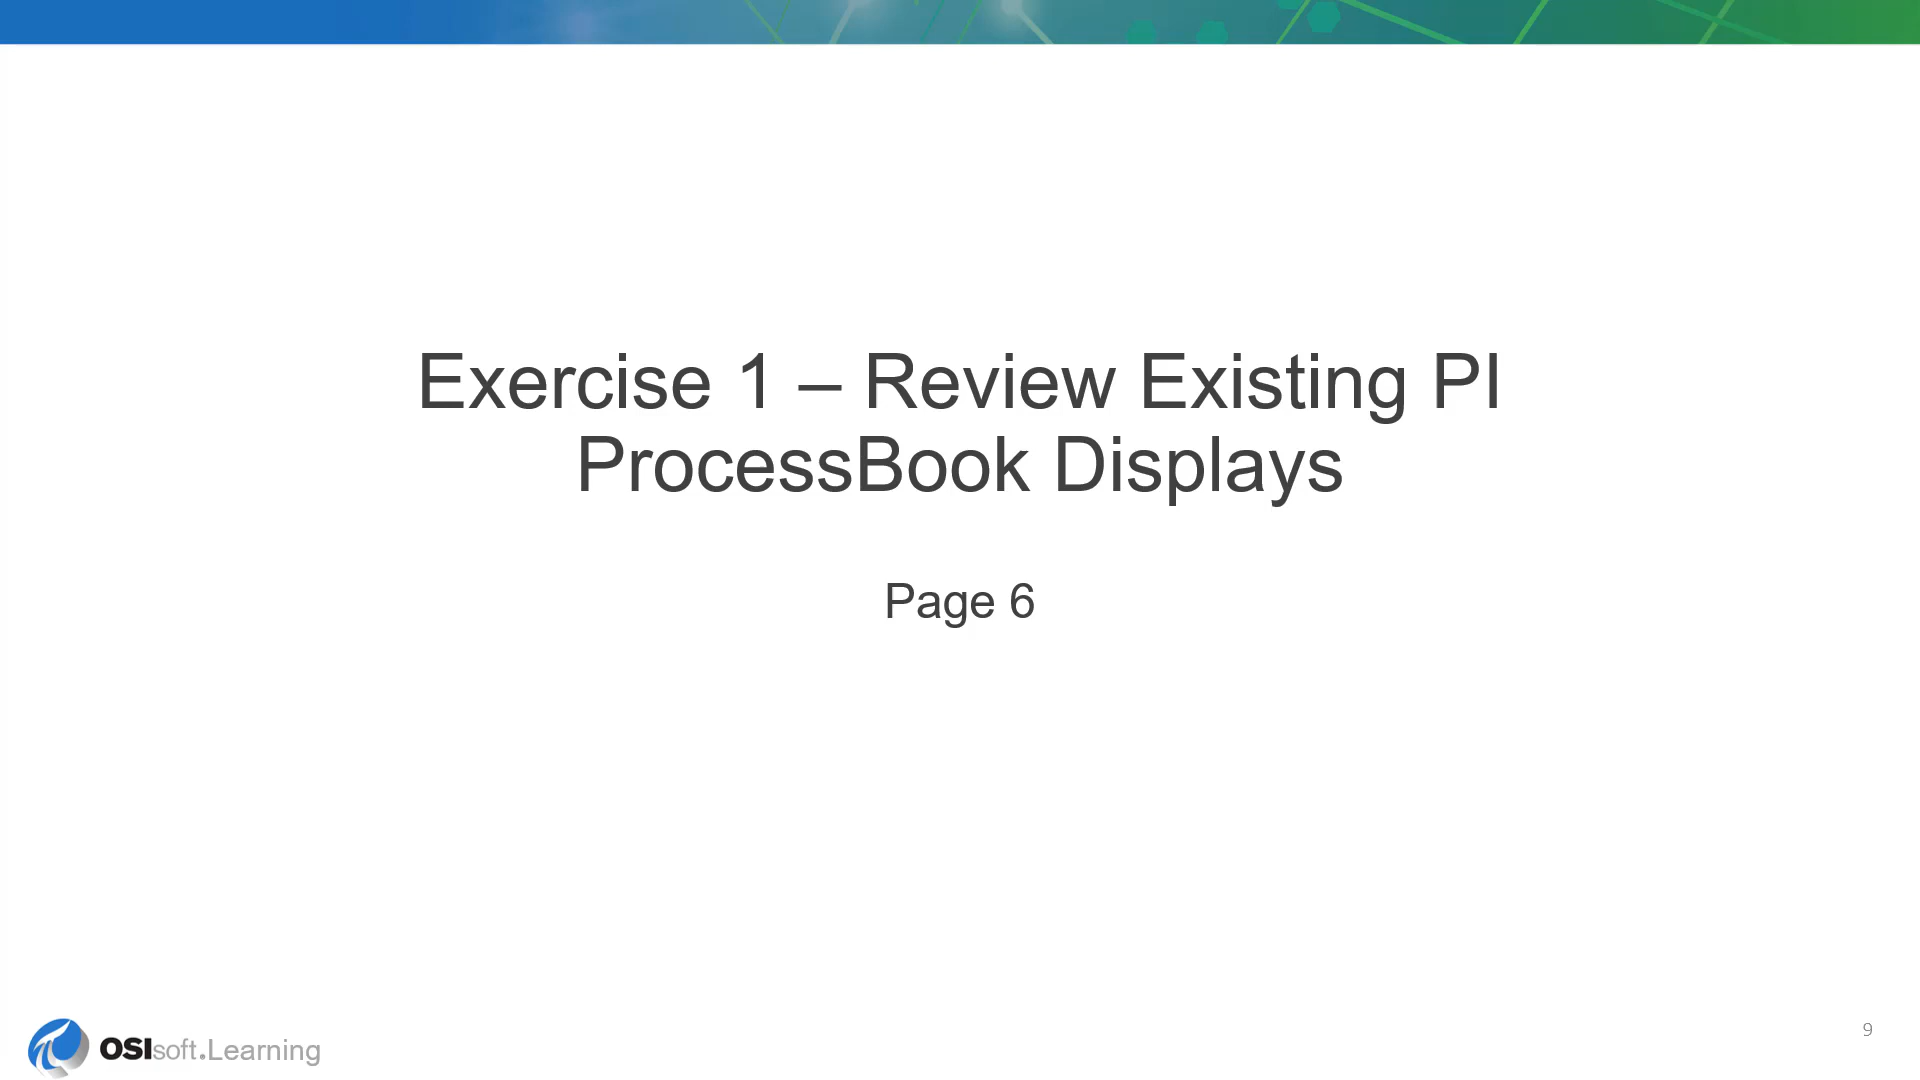 Exercise 1 – Review Existing PI
ProcessBook Displays
Page 6
9
OSIsoft.Learning